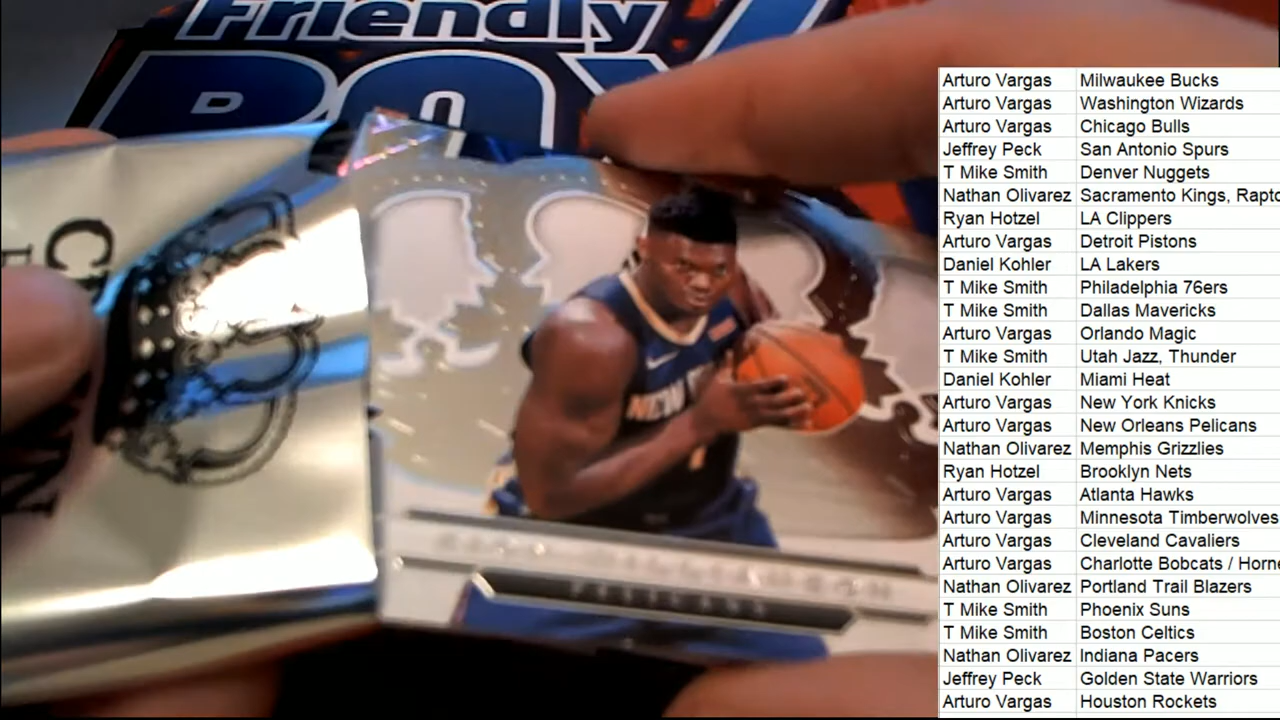 Friendly
BOX
Arturo Vargas Milwaukee Bucks
Arturo Vargas Washington Wizards
Arturo Vargas Chicago Bulls
Jeffrey Peck San Antonio Spurs
T Mike Smith Denver Nuggets
Nathan Olivarez Sacramento Kings, Rapto
Ryan Hotzel LA Clippers
Arturo Vargas Detroit Pistons
Daniel Kohler LA Lakers
T Mike Smith Philadelphia 76ers
T Mike Smith Dallas Mavericks
Arturo Vargas Orlando Magic
T Mike Smith Utah Jazz, Thunder
Daniel Kohler Miami Heat
Arturo Vargas New York Knicks
Arturo Vargas New Orleans Pelicans
Nathan Olivarez Memphis Grizzlies
Ryan Hotzel Brooklyn Nets
Arturo Vargas Atlanta Hawks
Arturo Vargas Minnesota Timberwolves
Arturo Vargas Cleveland Cavaliers
Arturo Vargas Charlotte Bobcats / Horne
Nathan Olivarez Portland Trail Blazers
T Mike Smith Phoenix Suns
T Mike Smith Boston Celtics
Nathan Olivarez Indiana Pacers
Jeffrey Peck Golden State Warriors
Arturo Vargas Houston Rockets
NEW
1
PELICANS